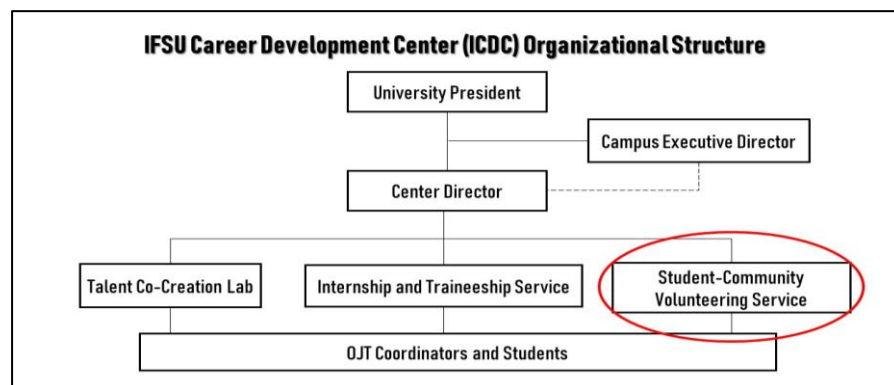 IFSU Career Development Center (ICDC) Organizational Structure
University President
Campus Executive Director
Center Director
Talent Co-Creation Lab
Internship and Traineeship Service
Student-Community
Volunteering Service
OJT Coordinators and Students